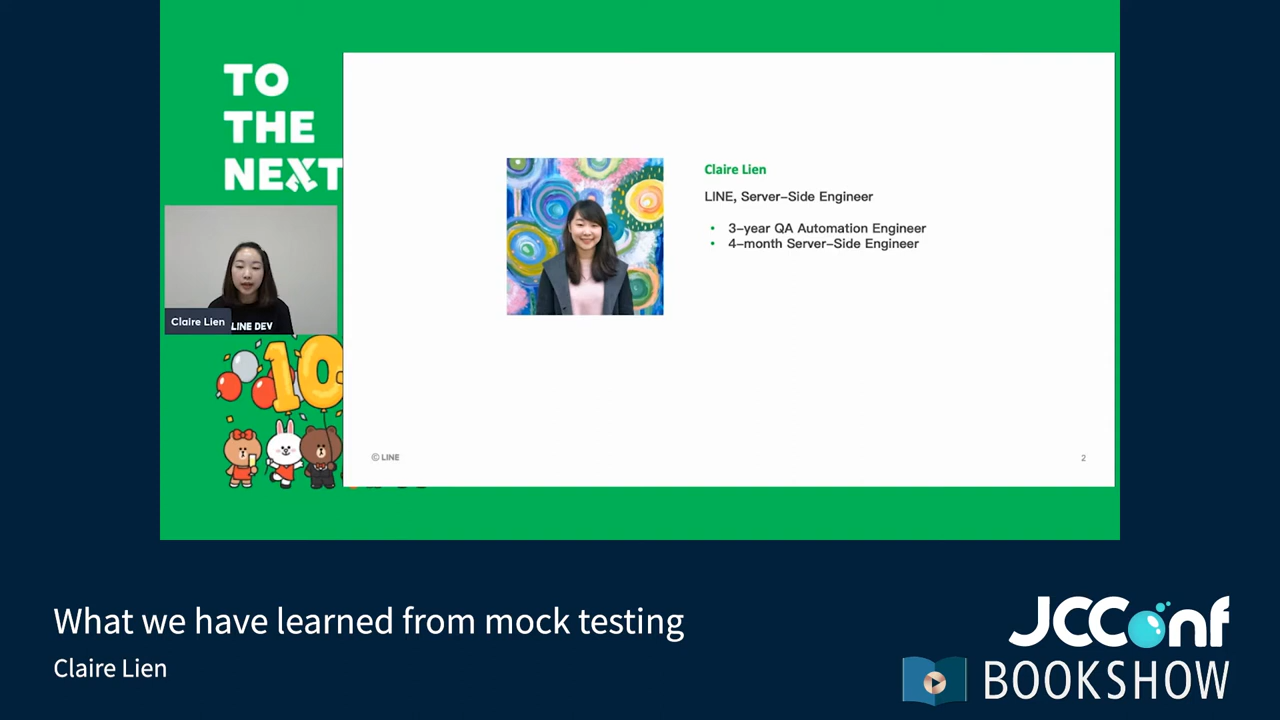 TO
THE
NEXT
Claire Lien
LINE, Server-Side Engineer
• 3-year QA Automation Engineer
• 4-month Server-Side Engineer
Claire Lien
LINE DEV
10
© LINE
2
What we have learned from mock testing
Claire Lien
JCConf
BOOKSHOW